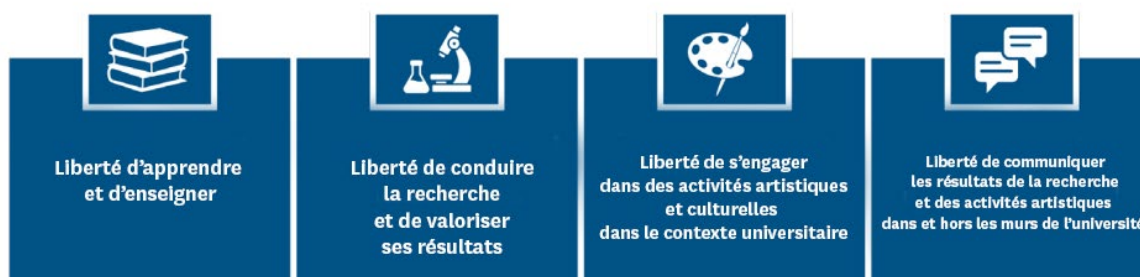 Liberté d'apprendre
et d'enseigner
Liberté de conduire
la recherche
et de valoriser
ses résultats
Liberté de s'engager
dans des activités artistiques
et culturelles
dans le contexte universitaire
Liberté de communiquer
les résultats de la recherche
et des activités artistiques
dans et hors les murs de l'université